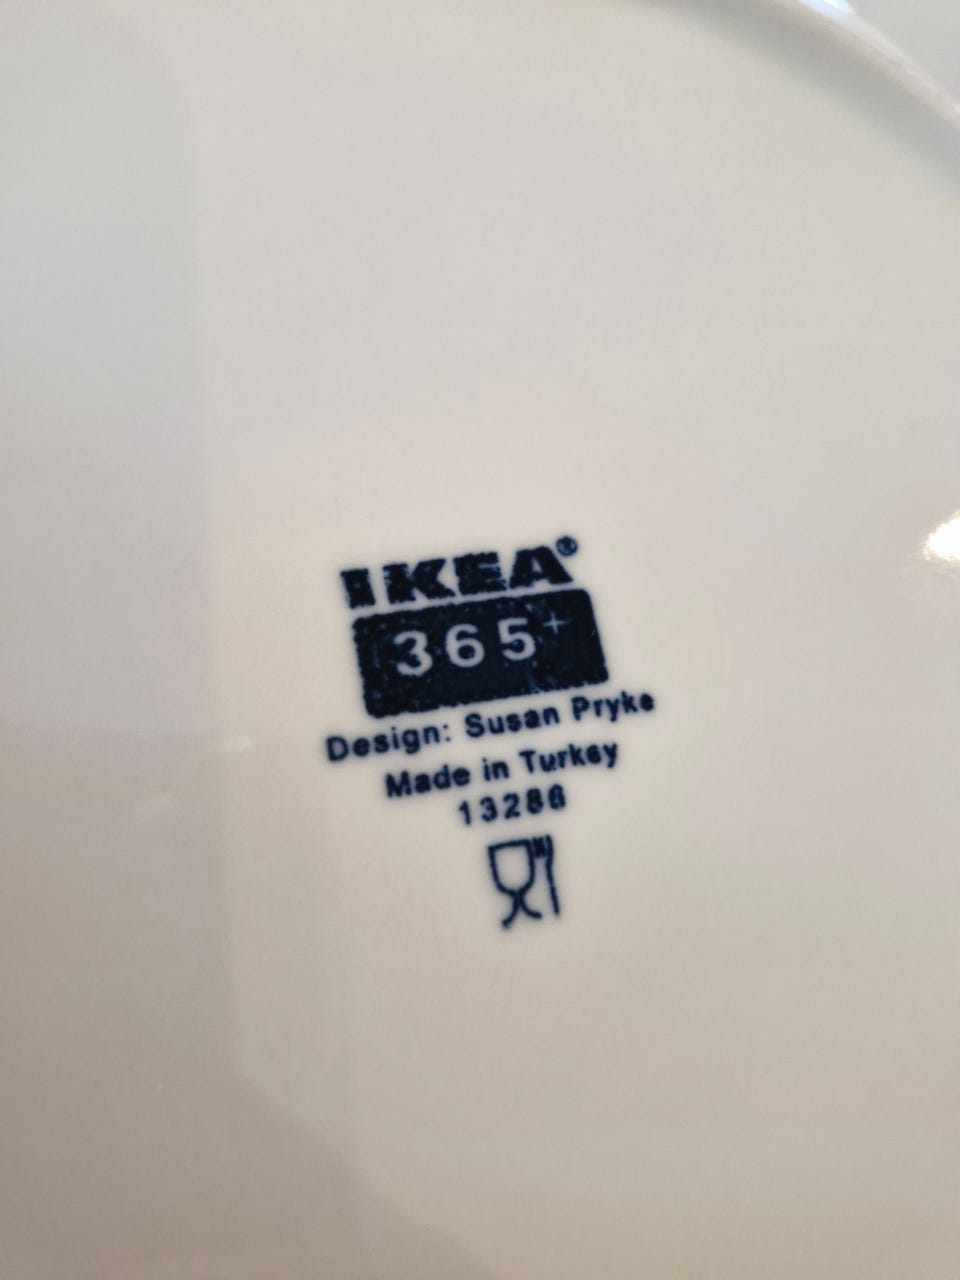 IKEA®
365+
Design: Susan Pryke
Made in Turkey
13286